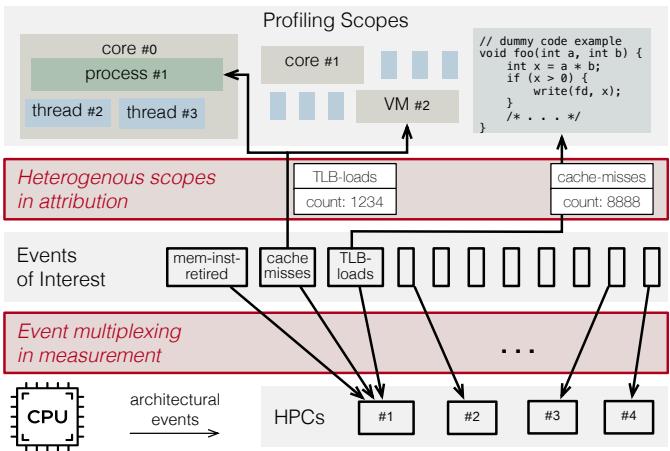 Profiling Scopes
core #0
process #1
thread #2
thread #3
core #1
VM #2
// dummy code example
void foo(int a, int b) {
int x = a * b;
if (x > 0) {
write(fd, x);
}
/* . . . */
}
Heterogenous scopes
in attribution
TLB-loads
count: 1234
cache-misses
count: 8888
Events
of Interest
mem-inst-
retired
cache
misses
TLB-
loads
Event multiplexing
in measurement
...
CPU
architectural
events
HPCs
#1
#2
#3
#4